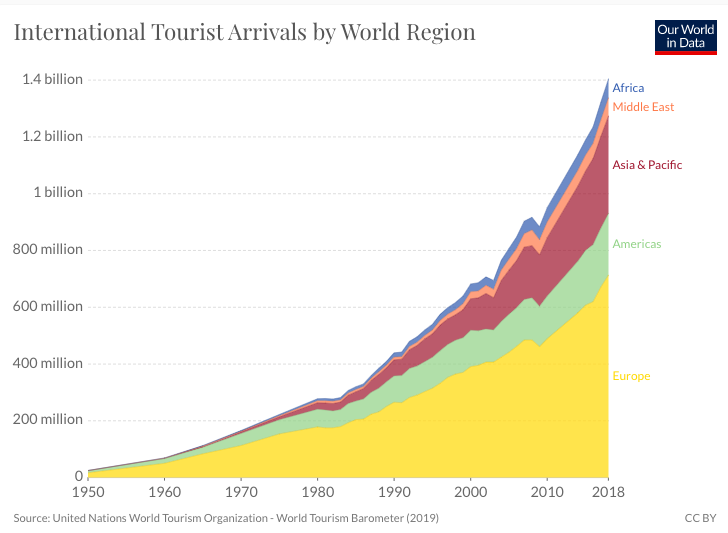 International Tourist Arrivals by World Region
Our World
in Data
1.4 billion
1.2 billion
1 billion
800 million
600 million
400 million
200 million
0
Africa
Middle East
Asia & Pacific
Americas
Europe
1950
1960
1970
1980
1990
2000
2010
2018
Source: United Nations World Tourism Organization - World Tourism Barometer (2019)
CC BY